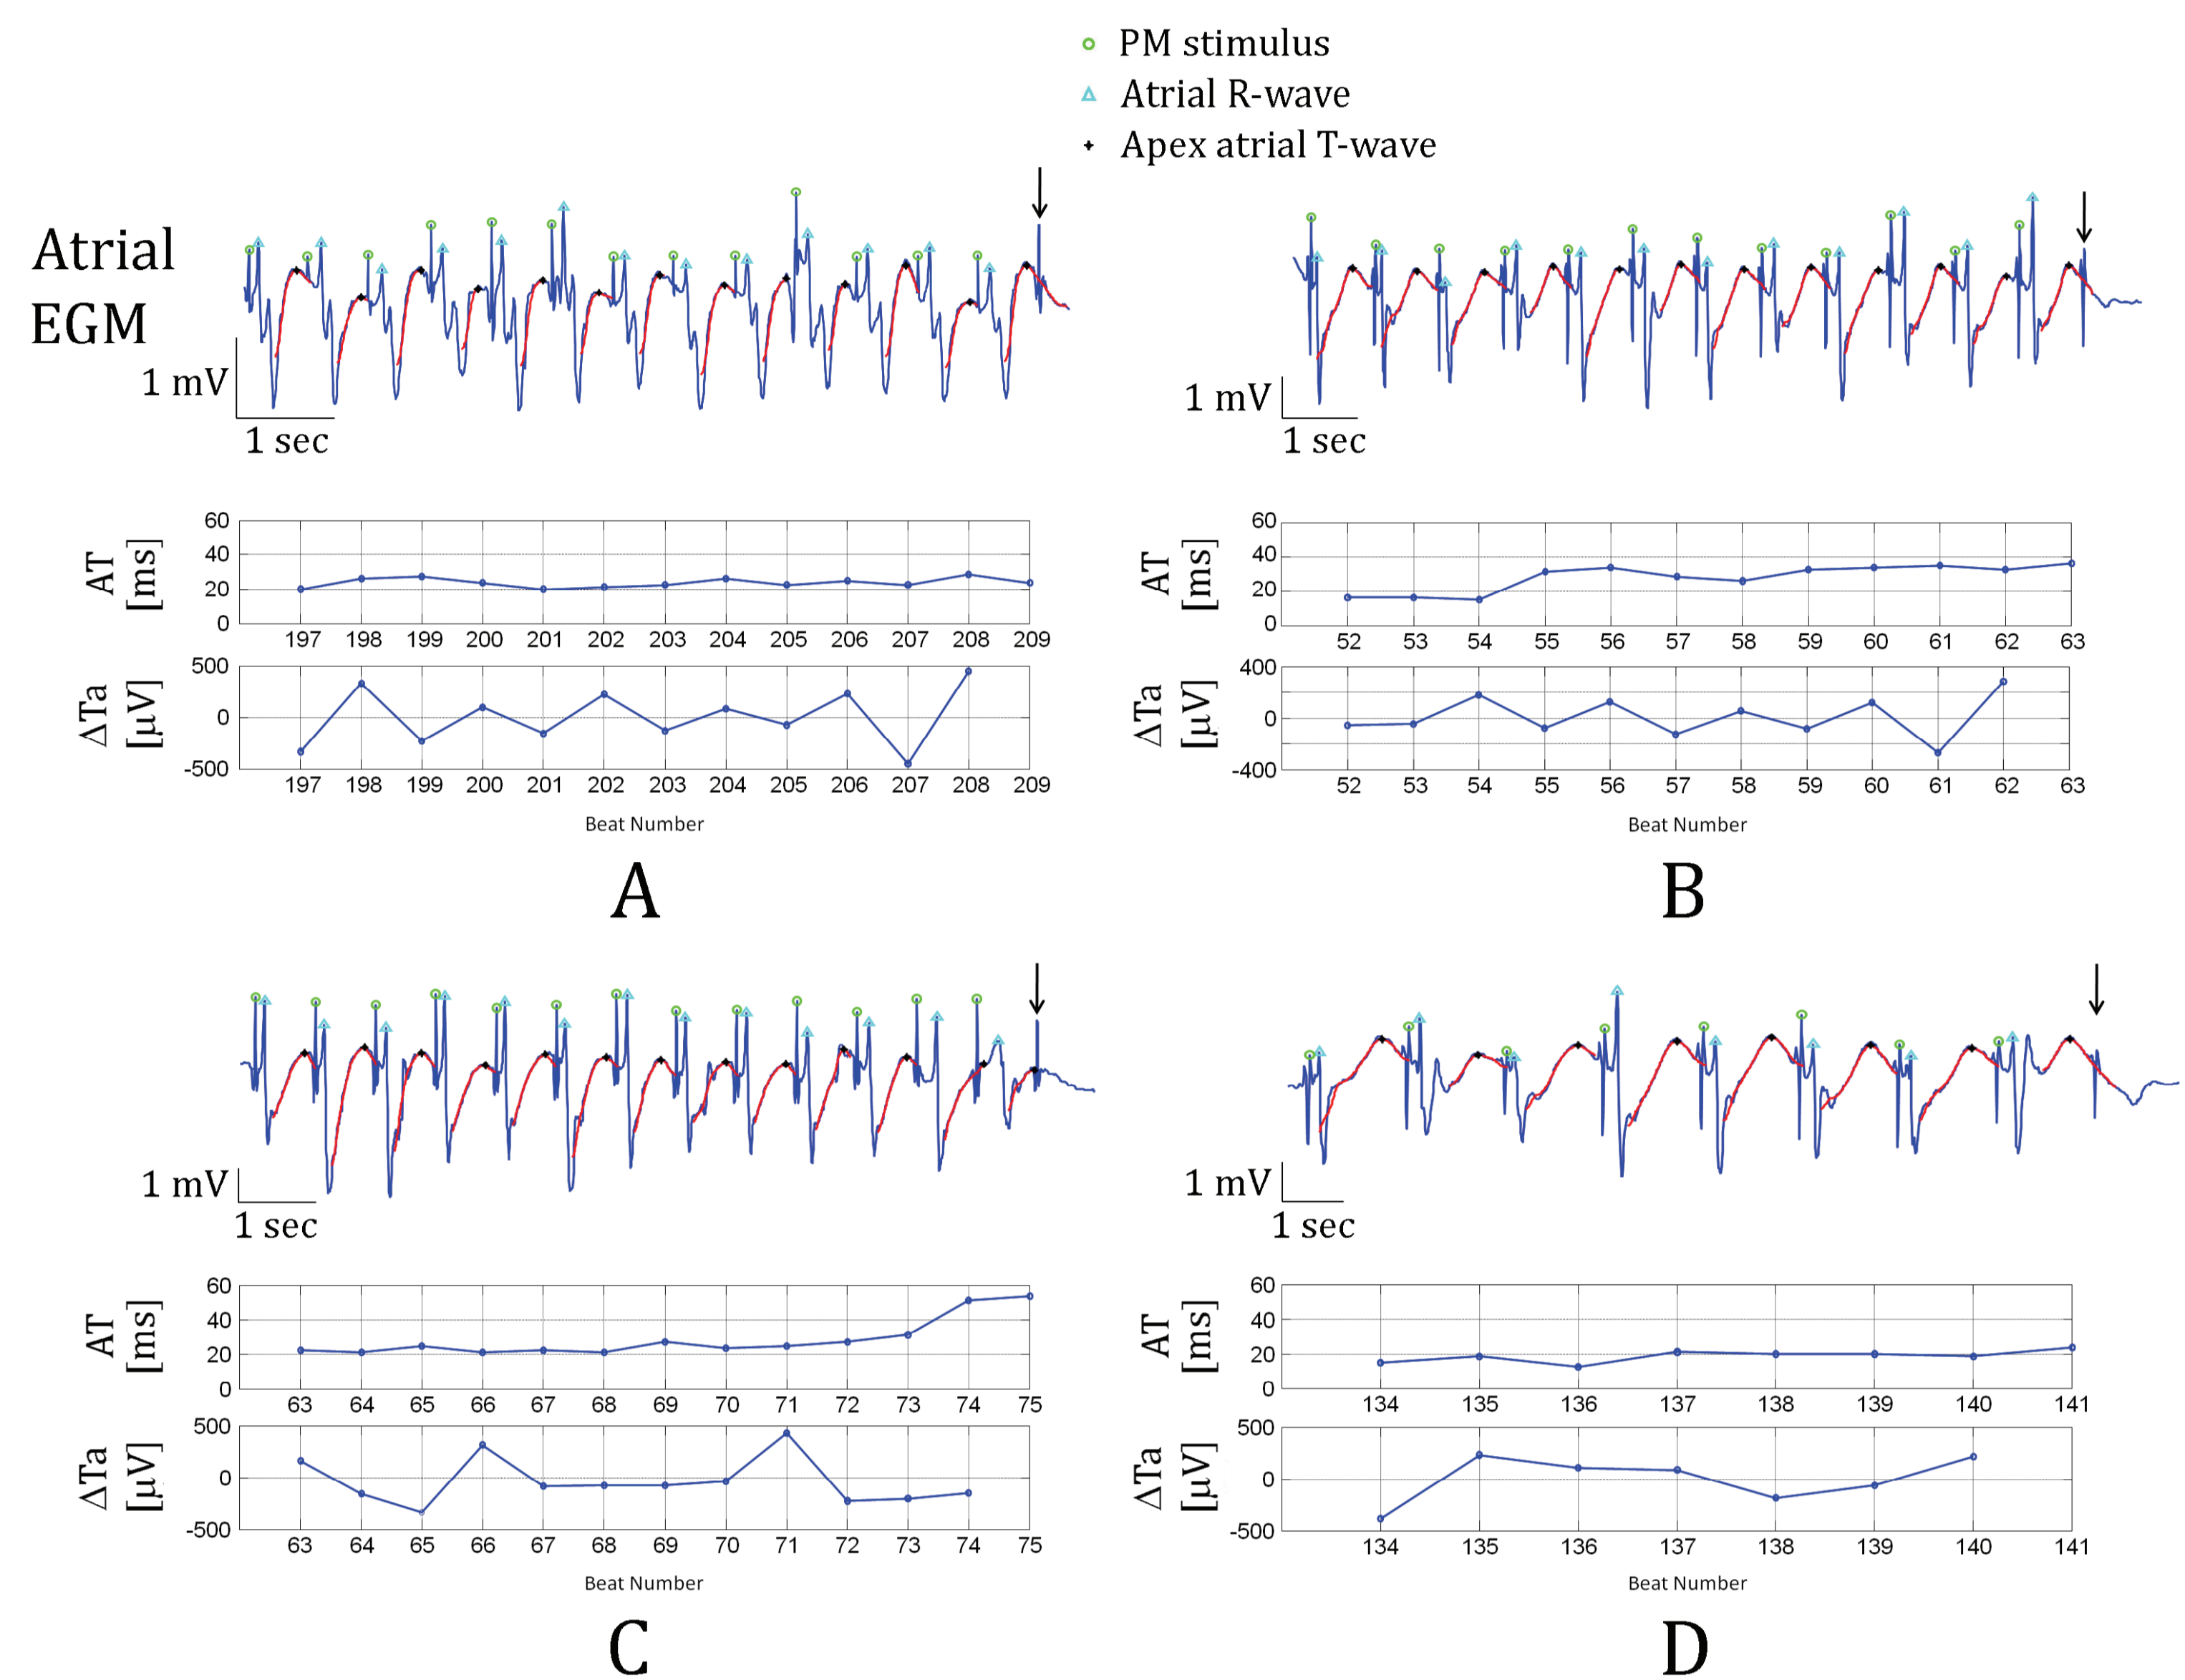 PM stimulus
Atrial R-wave
Apex atrial T-wave
Atrial
EGM
1 mV
1 sec
1 mV
1 sec
AT
[ms]
60
40
20
0
197 198 199 200 201 202 203 204 205 206 207 208 209
ΔTa
[µV]
500
0
-500
197 198 199 200 201 202 203 204 205 206 207 208 209
Beat Number
A
AT
[ms]
60
40
20
0
52 53 54 55 56 57 58 59 60 61 62 63
ΔTa
[µV]
400
0
-400
52 53 54 55 56 57 58 59 60 61 62 63
Beat Number
B
1 mV
1 sec
1 mV
1 sec
AT
[ms]
60
40
20
0
63 64 65 66 67 68 69 70 71 72 73 74 75
ΔTa
[µV]
500
0
-500
63 64 65 66 67 68 69 70 71 72 73 74 75
Beat Number
C
AT
[ms]
60
40
20
0
134 135 136 137 138 139 140 141
ΔTa
[µV]
500
0
-500
134 135 136 137 138 139 140 141
Beat Number
D